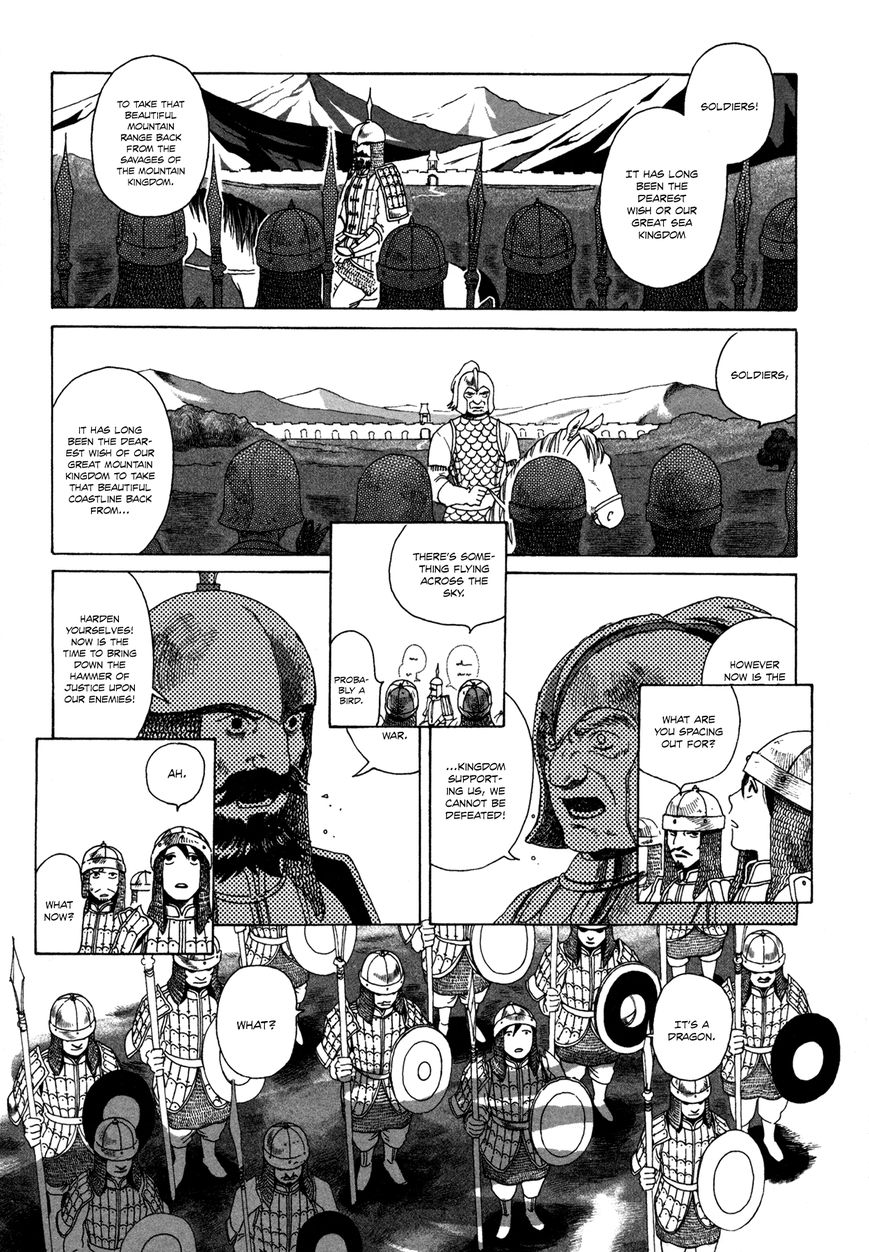 SOLDIERS!
IT HAS LONG
BEEN THE
DEAREST
WISH OR OUR
GREAT SEA
KINGDOM
TO TAKE THAT
BEAUTIFUL
MOUNTAIN
RANGE BACK
FROM THE
SAVAGES OF
THE MOUNTAIN
KINGDOM.
SOLDIERS,
IT HAS LONG
BEEN THE DEAR-
EST WISH OF OUR
GREAT MOUNTAIN
KINGDOM TO TAKE
THAT BEAUTIFUL
COASTLINE BACK
FROM...
HOWEVER
NOW IS THE
...KINGDOM
SUPPORT-
ING US, WE
CANNOT BE
DEFEATED!
WAR.
HARDEN
YOURSELVES!
NOW IS THE
TIME TO BRING
DOWN THE
HAMMER OF
JUSTICE UPON
OUR ENEMIES!
THERE'S SOME-
THING FLYING
ACROSS THE
SKY.
PROBA-
BLY A
BIRD.
WHAT ARE
YOU SPACING
OUT FOR?
AH.
WHAT
NOW?
IT'S A
DRAGON.
WHAT?